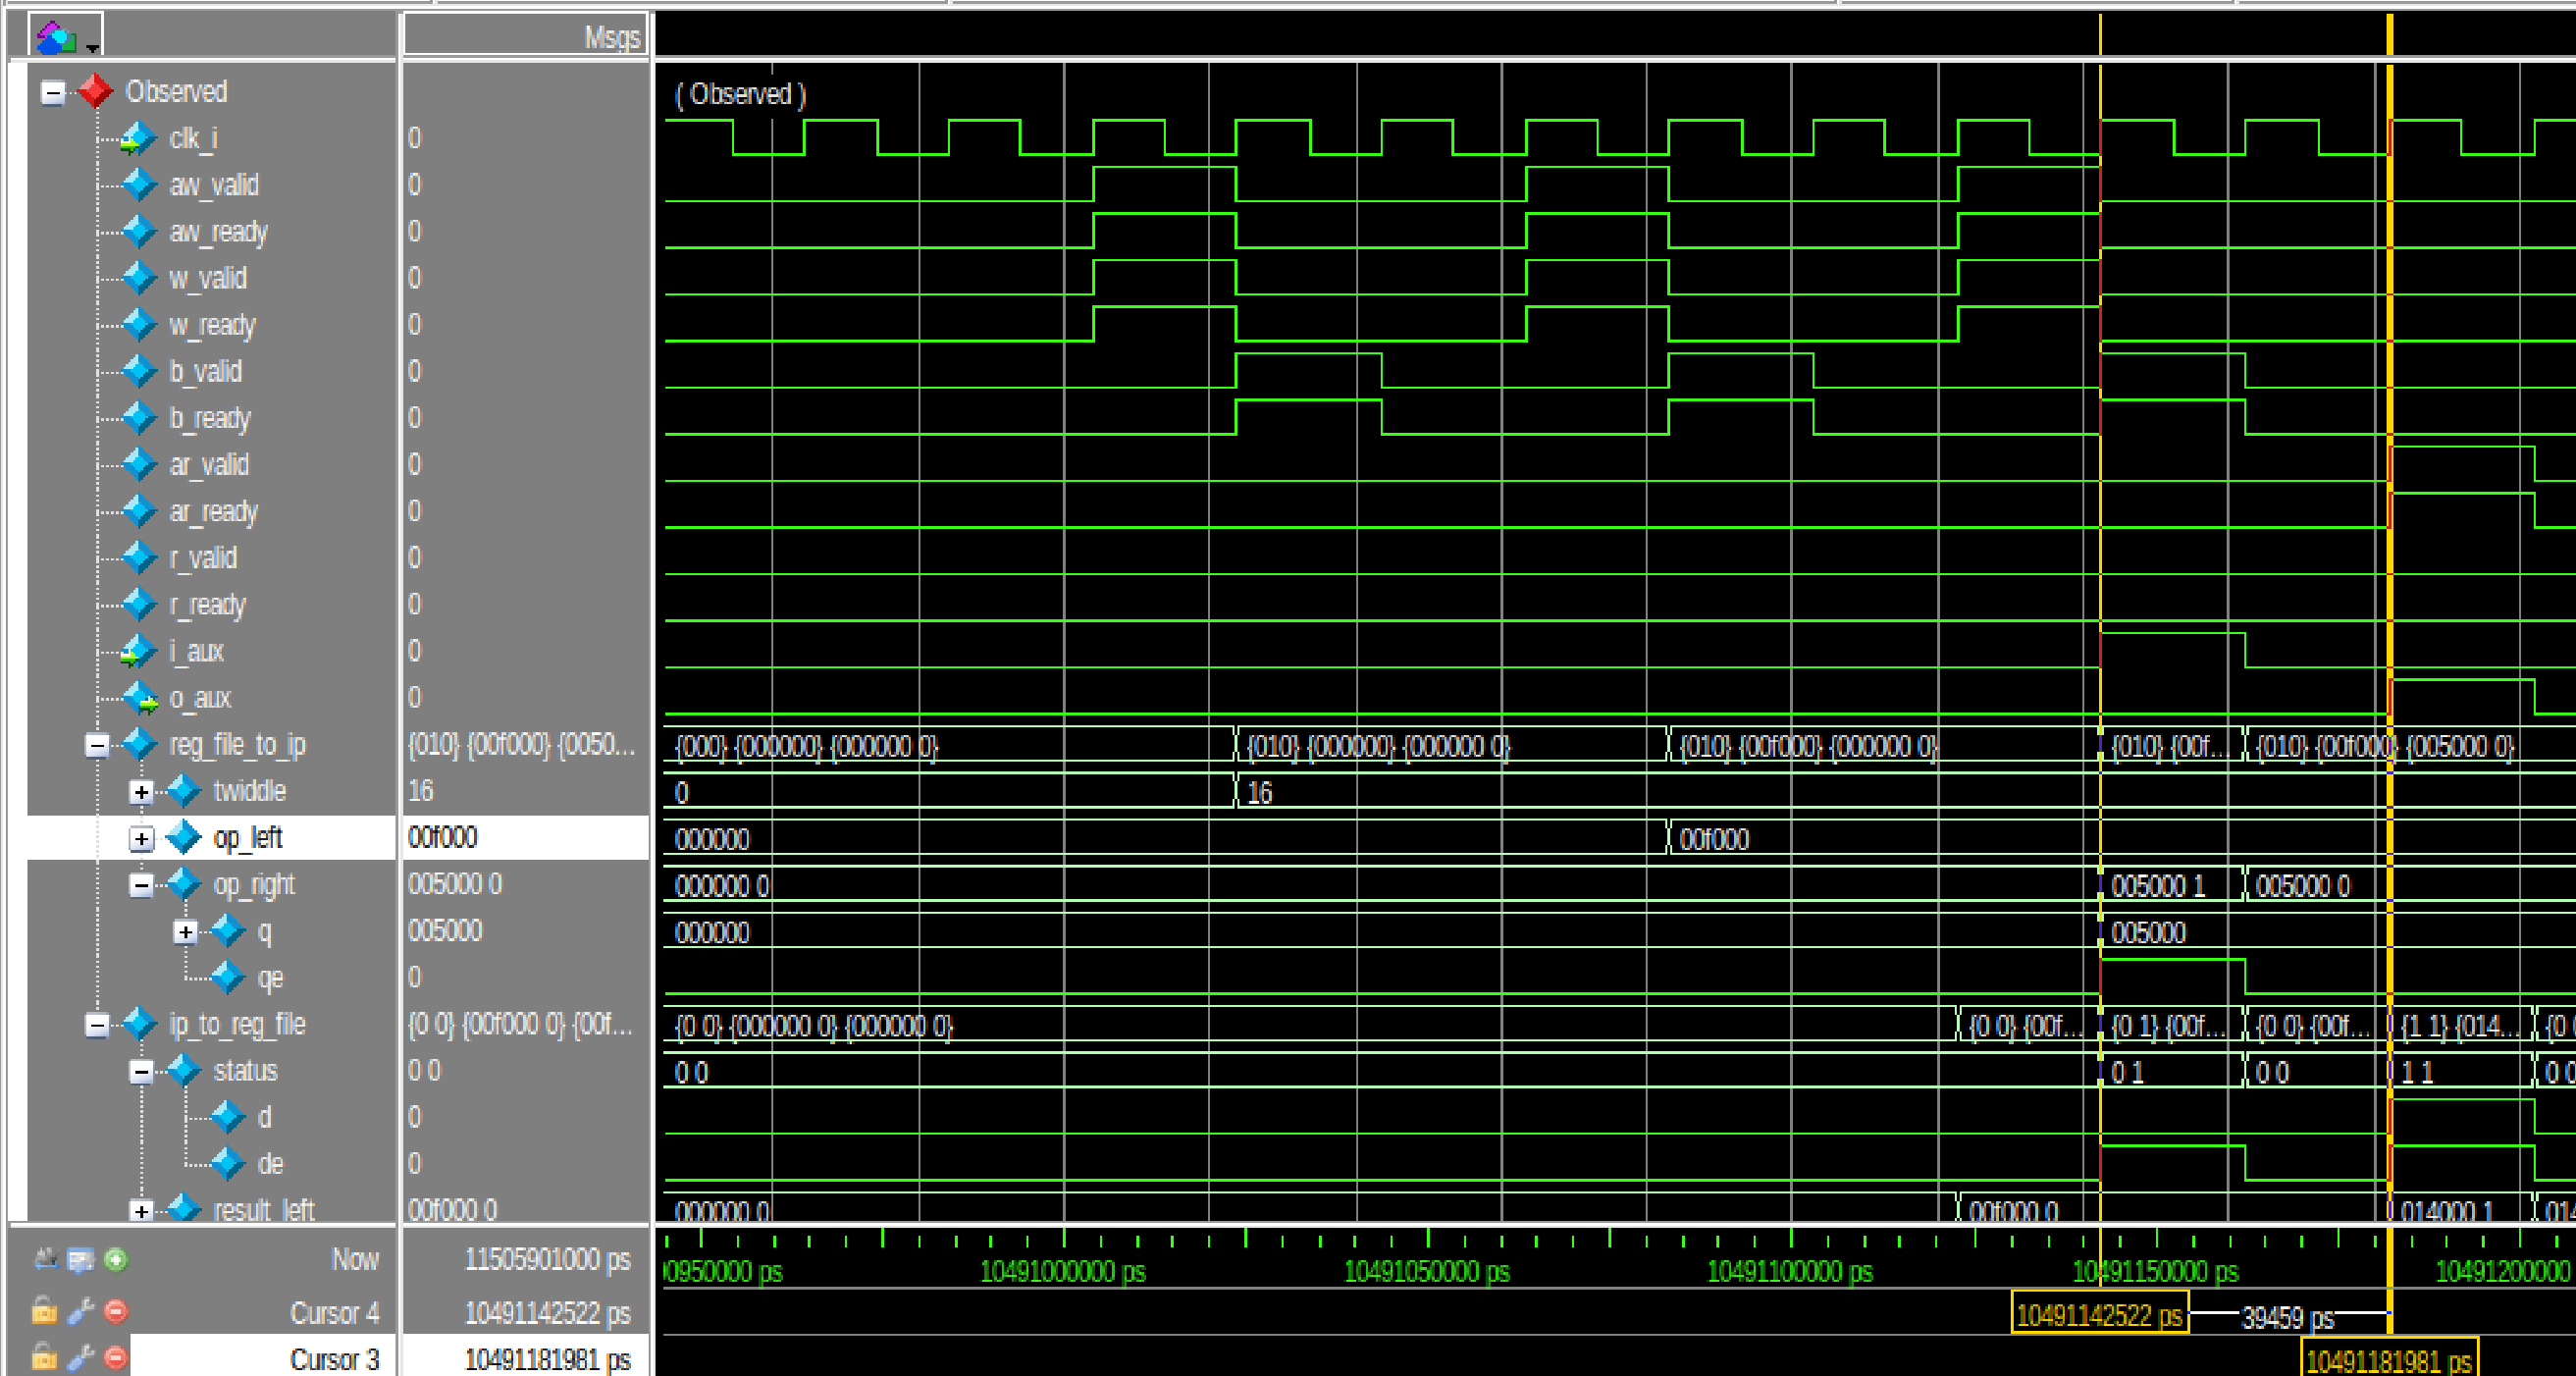 Msgs
Observed ( Observed )
clk_i 0
aw_valid 0
aw_ready 0
w_valid 0
w_ready 0
b_valid 0
b_ready 0
ar_valid 0
ar_ready 0
r_valid 0
r_ready 0
i_aux 0
o_aux 0
reg_file_to_ip {010} {00f000} {0050... {000} {000000} {000000 0} {010} {000000} {000000 0} {010} {00f000} {000000 0} {010} {00f... {010} {00f000} {005000 0}
twiddle 16 0 16
op_left 00f000 000000 00f000
op_right 005000 0 000000 0 005000 1 005000 0
q 005000 000000 005000
qe 0
ip_to_reg_file {0 0} {00f000 0} {00f... {0 0} {000000 0} {000000 0} {0 0} {00f... {0 1} {00f... {0 0} {00f... {1 1} {014... {0 0
status 0 0 0 0 0 1 0 0 1 1 0 0
d 0
de 0
result_left 00f000 0 000000 0 00f000 0 014000 1 014
Now 11505901000 ps 00950000 ps 10491000000 ps 10491050000 ps 10491100000 ps 10491150000 ps 10491200000
Cursor 4 10491142522 ps 10491142522 ps 39459 ps
Cursor 3 10491181981 ps 10491181981 ps